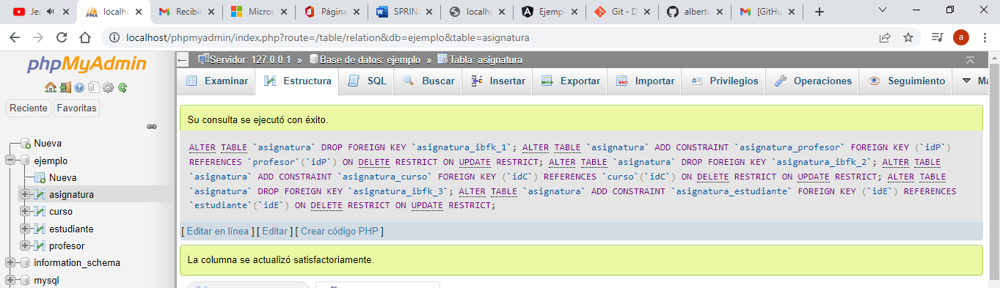 Jes
localho
Recibid
Micros
Página
SPRIN
localho
Ejempl
Git - D
alberto
[GitHu
localhost/phpmyadmin/index.php?route=/table/relation&db=ejemplo&table=asignatura
a
phpMyAdmin
Reciente
Favoritas
Nueva
ejemplo
Nueva
asignatura
curso
estudiante
profesor
information_schema
mysql
Servidor: 127.0.0.1 » Base de datos: ejemplo » Tabla: asignatura
Examinar
Estructura
SQL
Buscar
Insertar
Exportar
Importar
Privilegios
Operaciones
Seguimiento
Su consulta se ejecutó con éxito.
ALTER TABLE `asignatura` DROP FOREIGN KEY `asignatura_ibfk_1`; ALTER TABLE `asignatura` ADD CONSTRAINT `asignatura_profesor` FOREIGN KEY (`idP`)
REFERENCES `profesor`(`idP`) ON DELETE RESTRICT ON UPDATE RESTRICT; ALTER TABLE `asignatura` DROP FOREIGN KEY `asignatura_ibfk_2`; ALTER TABLE
`asignatura` ADD CONSTRAINT `asignatura_curso` FOREIGN KEY (`idC`) REFERENCES `curso`(`idC`) ON DELETE RESTRICT ON UPDATE RESTRICT; ALTER TABLE
`asignatura` DROP FOREIGN KEY `asignatura_ibfk_3`; ALTER TABLE `asignatura` ADD CONSTRAINT `asignatura_estudiante` FOREIGN KEY (`idE`) REFERENCES
`estudiante`(`idE`) ON DELETE RESTRICT ON UPDATE RESTRICT;
[ Editar en línea ] [ Editar ] [ Crear código PHP ]
La columna se actualizó satisfactoriamente.